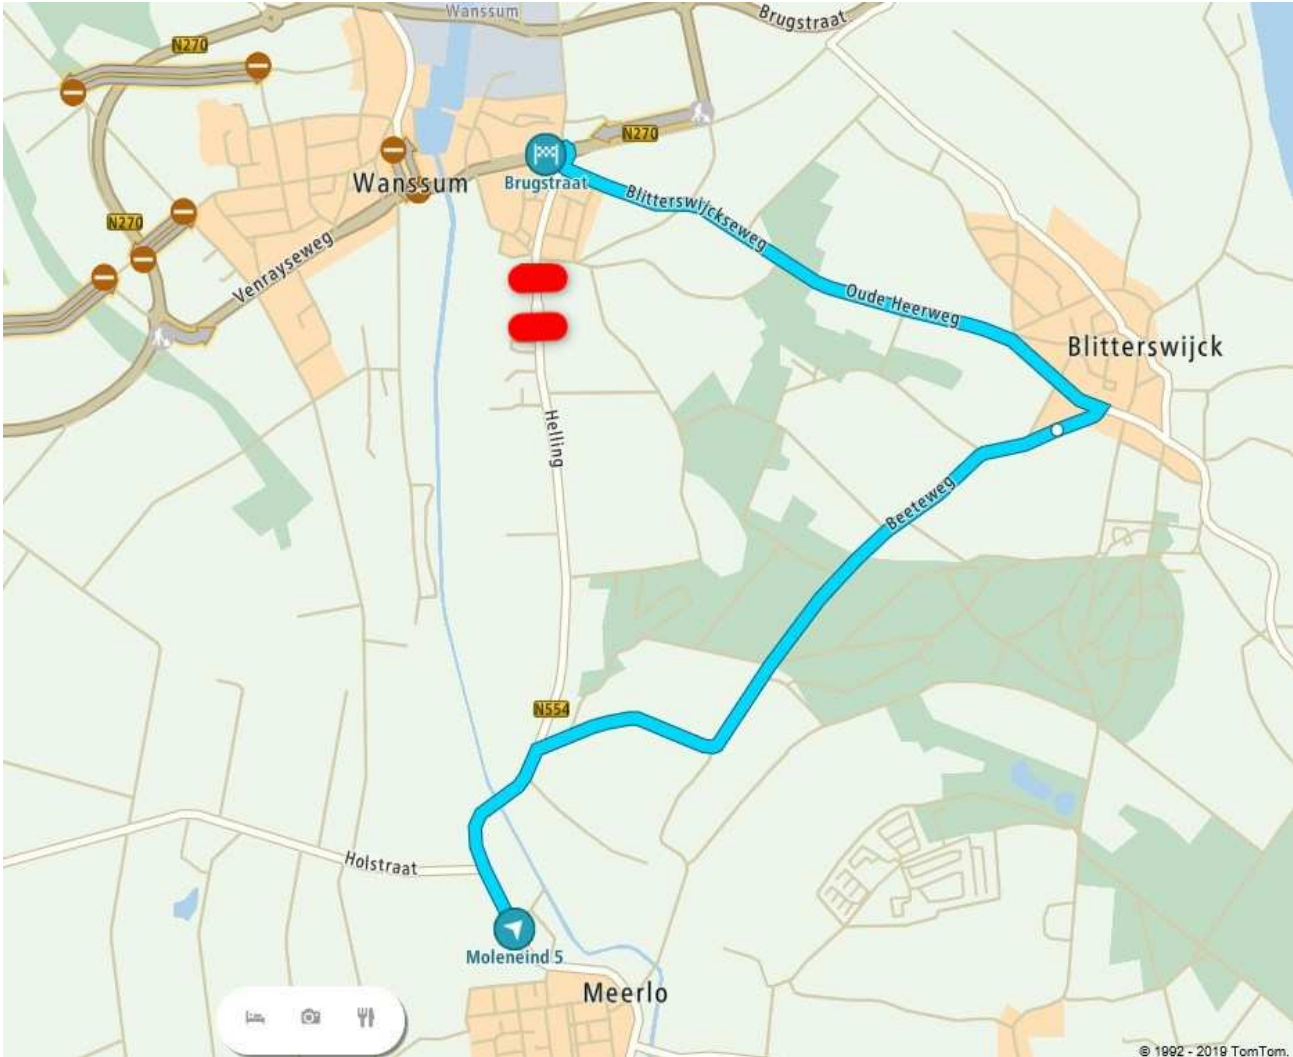 Wanssum
Brugstraat
N270
N270
Wanssum
Brugstraat
Blitterswijckseweg
N270
Venrayseweg
Oude Heerweg
Blitterswijck
Helling
Beeteweg
N554
Holstraat
Moleneind 5
Meerlo
© 1992 - 2019 TomTom.